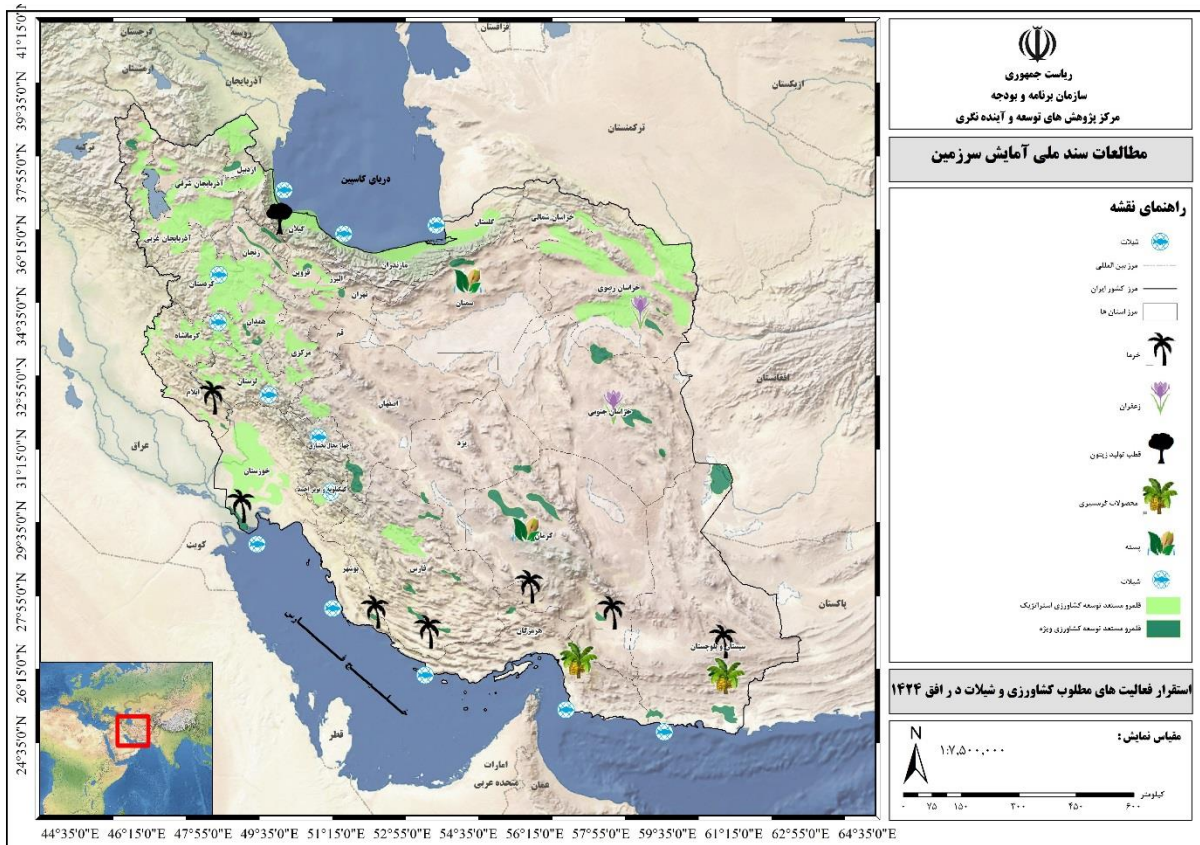 ریاست جمهوری
سازمان برنامه و بودجه
مرکز پژوهش های توسعه و آینده نگری
مطالعات سند ملی آمایش سرزمین
راهنمای نقشه
شیلات
مرز بین المللی
مرز کشور ایران
مرز استان ها
خرما
زعفران
قطب تولید زیتون
محصولات گرمسیری
پسته
شیلات
قلمرو مستعد توسعه کشاورزی استراتژیک
قلمرو مستعد توسعه کشاورزی ویژه
استقرار فعالیت های مطلوب کشاورزی و شیلات در افق ۱۴۲۴
مقیاس نمایش :
N
۱:۷,۵۰۰,۰۰۰
کیلومتر
۰ ۷۵ ۱۵۰ ۳۰۰ ۴۵۰ ۶۰۰
روسیه
قزاقستان
گرجستان
ارمنستان
آذربایجان
ازبکستان
ترکمنستان
ترکیه
دریای کاسپین
اردبیل
آذربایجان شرقی
آذربایجان غربی
گیلان
زنجان
گلستان
خراسان شمالی
مازندران
قزوین
البرز
تهران
کردستان
سمنان
خراسان رضوی
همدان
کرمانشاه
قم
مرکزی
لرستان
ایلام
افغانستان
اصفهان
خراسان جنوبی
عراق
یزد
چهار محال بختیاری
خوزستان
کهگیلویه و بویر احمد
کرمان
کویت
فارس
بوشهر
پاکستان
هرمزگان
سیستان و بلوچستان
خلیج فارس
قطر
امارات
متحده عربی
عمان
41°15'0"N
39°35'0"N
37°55'0"N
36°15'0"N
34°35'0"N
32°55'0"N
31°15'0"N
29°35'0"N
27°55'0"N
26°15'0"N
24°35'0"N
44°35'0"E 46°15'0"E 47°55'0"E 49°35'0"E 51°15'0"E 52°55'0"E 54°35'0"E 56°15'0"E 57°55'0"E 59°35'0"E 61°15'0"E 62°55'0"E 64°35'0"E